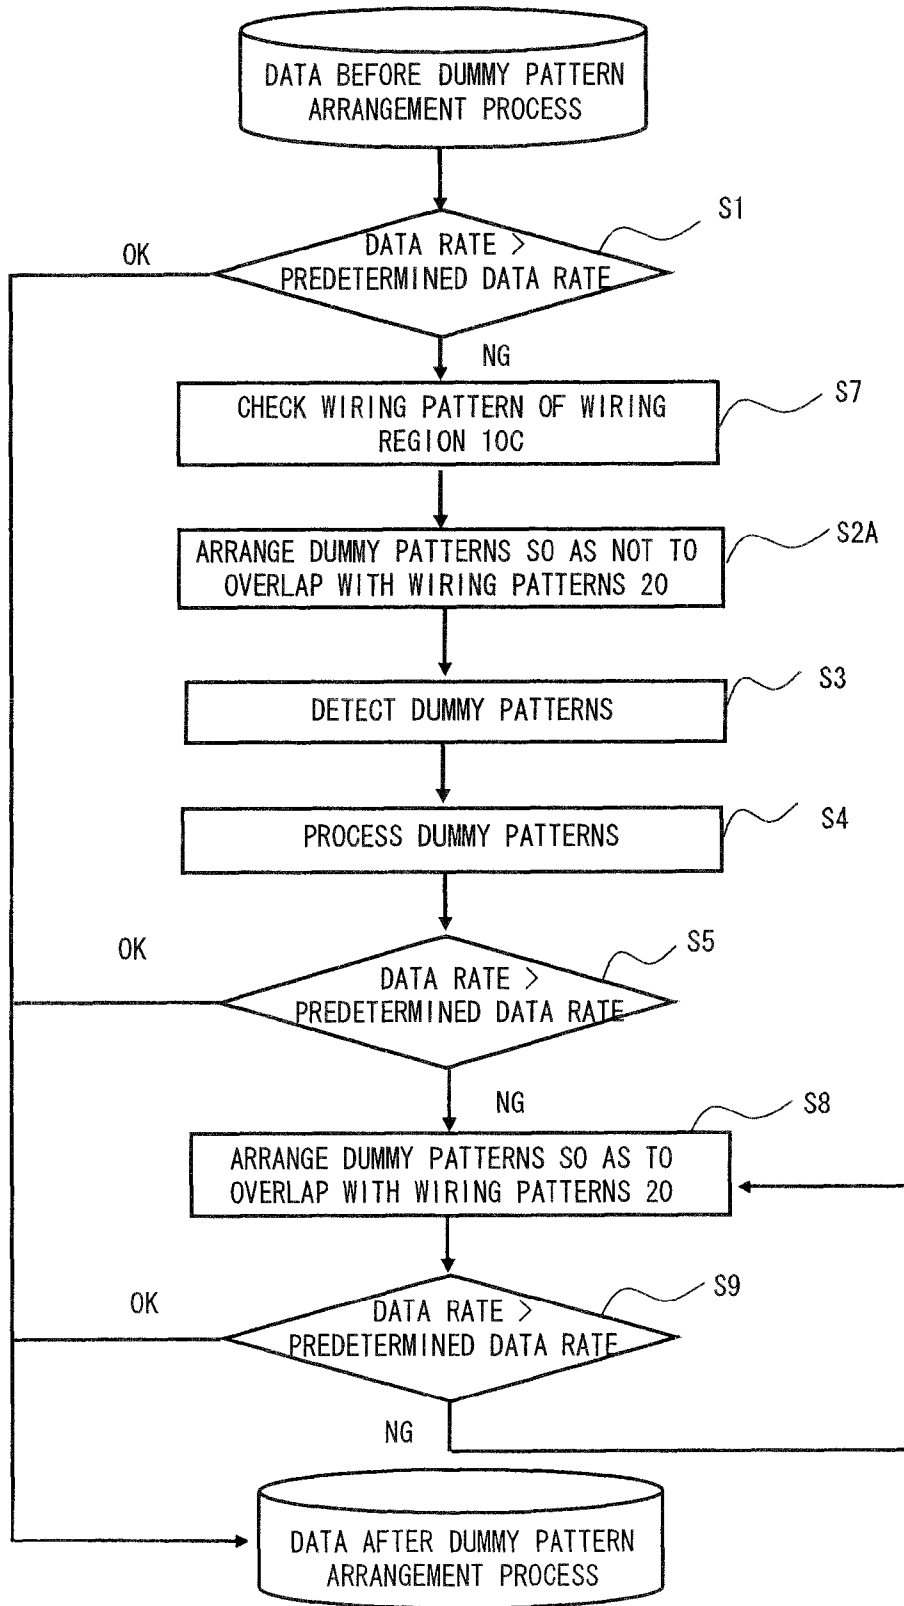 DATA BEFORE DUMMY PATTERN
ARRANGEMENT PROCESS
S1
OK
DATA RATE >
PREDETERMINED DATA RATE
NG
S7
CHECK WIRING PATTERN OF WIRING
REGION 10C
S2A
ARRANGE DUMMY PATTERNS SO AS NOT TO
OVERLAP WITH WIRING PATTERNS 20
S3
DETECT DUMMY PATTERNS
S4
PROCESS DUMMY PATTERNS
S5
OK
DATA RATE >
PREDETERMINED DATA RATE
NG
S8
ARRANGE DUMMY PATTERNS SO AS TO
OVERLAP WITH WIRING PATTERNS 20
S9
OK
DATA RATE >
PREDETERMINED DATA RATE
NG
DATA AFTER DUMMY PATTERN
ARRANGEMENT PROCESS